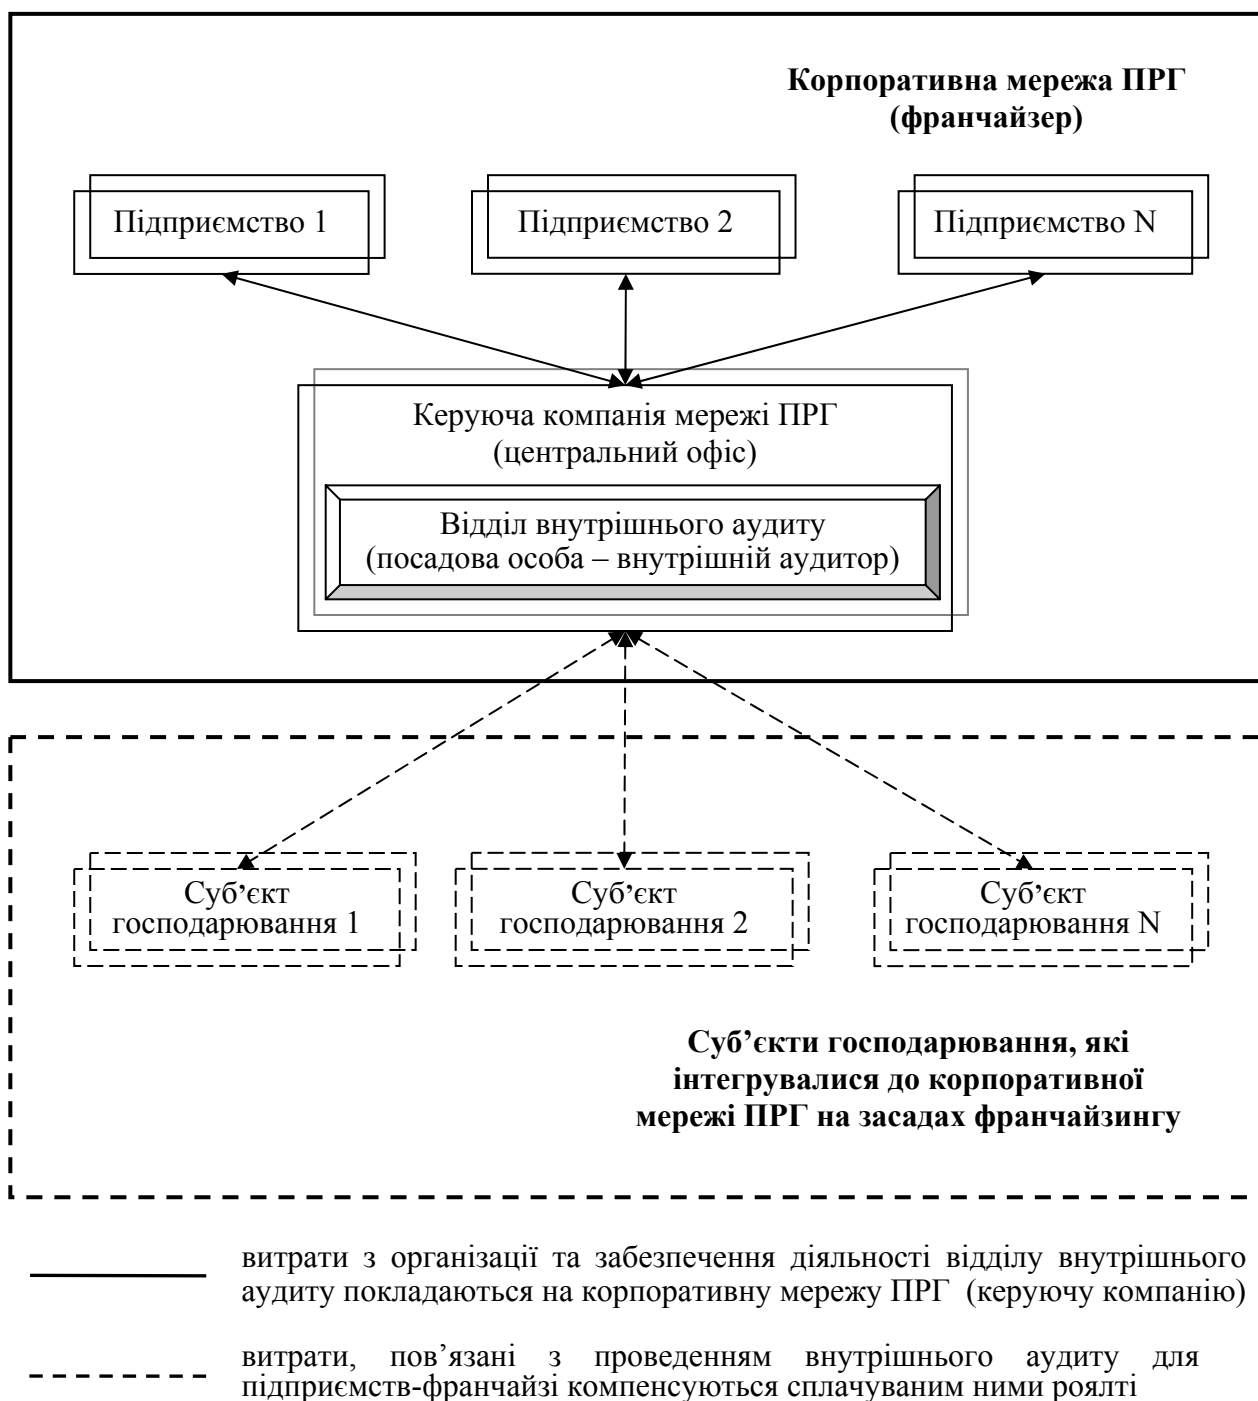 Корпоративна мережа ПРГ
(франчайзер)
Підприємство 1
Підприємство 2
Підприємство N
Керуюча компанія мережі ПРГ
(центральний офіс)
Відділ внутрішнього аудиту
(посадова особа – внутрішній аудитор)
Суб’єкт
господарювання 1
Суб’єкт
господарювання 2
Суб’єкт
господарювання N
Суб’єкти господарювання, які
інтегрувалися до корпоративної
мережі ПРГ на засадах франчайзингу
витрати з організації та забезпечення діяльності відділу внутрішнього
аудиту покладаються на корпоративну мережу ПРГ (керуючу компанію)
витрати, пов’язані з проведенням внутрішнього аудиту для
підприємств-франчайзі компенсуються сплачуваним ними роялті